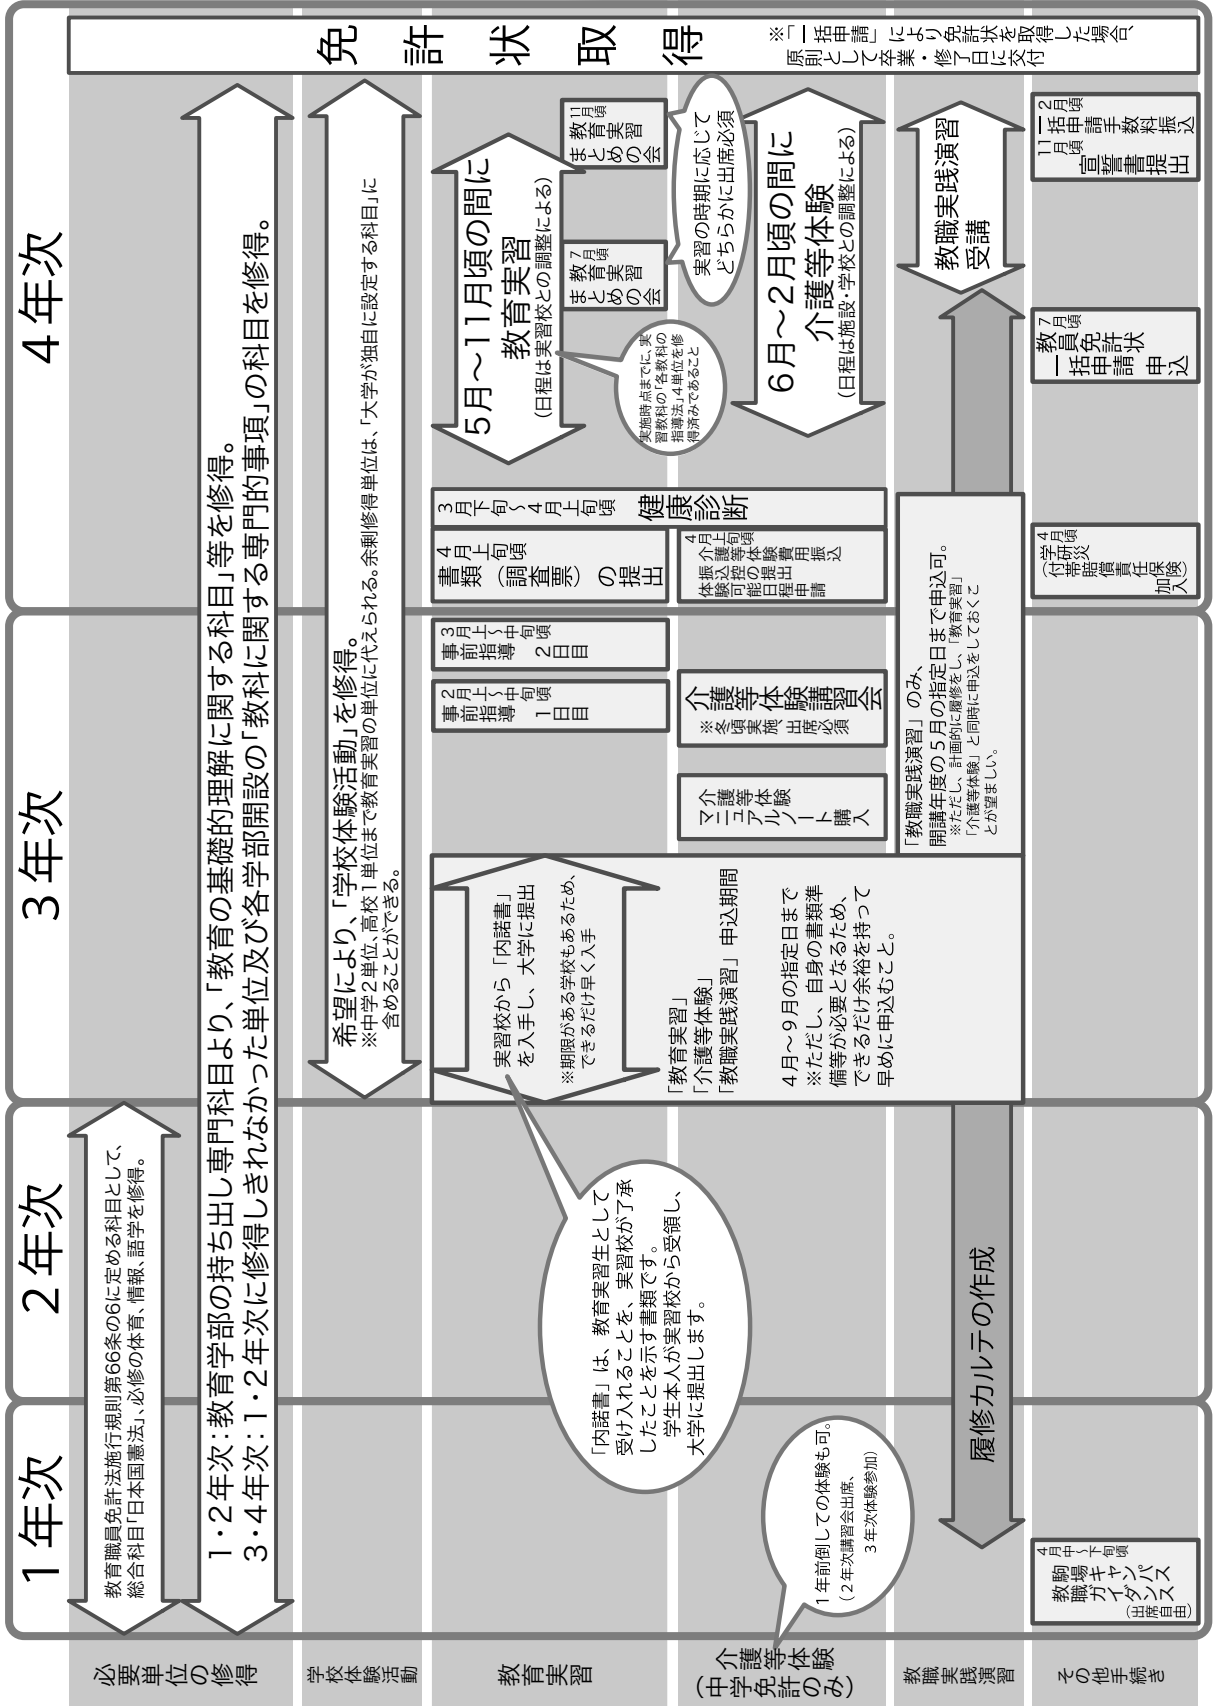 1年次
2年次
3年次
4年次
必要単位の修得
教育職員免許法施行規則第66条の6に定める科目として、
総合科目「日本国憲法」、必修の体育、情報、語学を修得。
1・2年次：教育学部の持ち出し専門科目より、「教育の基礎的理解に関する科目」等を修得。
3・4年次：1・2年次に修得しきれなかった単位及び各学部開設の「教科に関する専門的事項」の科目を修得。
学校体験活動
希望により、「学校体験活動」を修得。
※中学2単位、高校1単位まで教育実習の単位に代えられる。余剰修得単位は、「大学が独自に設定する科目」に
含めることができる。
教育実習
「内諾書」は、教育実習生として
受け入れることを、実習校が了承
したことを示す書類です。
学生本人が実習校から受領し、
大学に提出します。
実習校から「内諾書」
を入手し、大学に提出
※期限がある学校もあるため、
できるだけ早く入手
「教育実習」
「介護等体験」
「教職実践演習」申込期間
4月～9月の指定日まで
※ただし、自身の書類準
備等が必要となるため、
できるだけ余裕を持って
早めに申込むこと。
2月上～中旬頃
事前指導　1日目
3月上～中旬頃
事前指導　2日目
4月上旬頃
書類（調査票）の提出
3月下旬～4月上旬頃　健康診断
5月～11月頃の間に
教育実習
（日程は実習校との調整による）
実施時点までに、実
習教科の「各教科の
指導法」4単位を修
得済みであること
7月頃
教育実習
まとめの会
11月頃
教育実習
まとめの会
実習の時期に応じて
どちらかに出席必須
介護等体験
（中学免許のみ）
1年前倒しての体験も可。
（2年次講習会出席、
3年次体験参加）
介護等体験
マニュアルノート購入
介護等体験講習会
※冬頃実施、出席必須
4月上旬頃
介護等体験費用振込
振込控の提出
体験可能日程申請
6月～2月頃の間に
介護等体験
（日程は施設・学校との調整による）
教職実践演習
履修カルテの作成
「教職実践演習」のみ、
開講年度の5月の指定日まで申込可。
※ただし、計画的に履修をし、「教育実習」
「介護等体験」と同時に申込をしておくこ
とが望ましい。
教職実践演習
受講
その他手続き
4月中～下旬頃
駒場キャンパス
教職ガイダンス
（出席自由）
4月頃
（学研災
付帯賠償責任保険）
加入
7月頃
教員免許状
一括申請　申込
11月頃
宣誓書提出
2月頃
一括申請手数料振込
免許状取得
※「一括申請」により免許状を取得した場合、
原則として卒業・修了日に交付